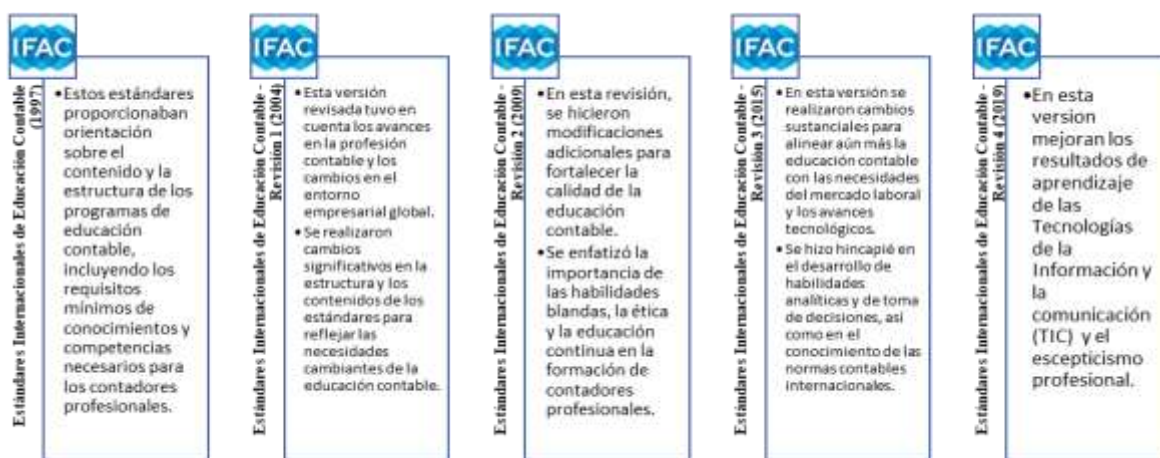 IFAC
Estándares Internacionales de Educación Contable
(1997)
•Estos estándares
proporcionaban
orientación
sobre el
contenido y la
estructura de los
programas de
educación
contable,
incluyendo los
requisitos
mínimos de
conocimientos y
competencias
necesarios para
los contadores
profesionales.
IFAC
Estándares Internacionales de Educación Contable -
Revisión 1 (2004)
•Esta versión
revisada tuvo en
cuenta los avances
en la profesión
contable y los
cambios en el
entorno
empresarial global.
•Se realizaron
cambios
significativos en la
estructura y los
contenidos de los
estándares para
reflejar las
necesidades
cambiantes de la
educación contable.
IFAC
Estándares Internacionales de Educación Contable -
Revisión 2 (2009)
•En esta revisión,
se hicieron
modificaciones
adicionales para
fortalecer la
calidad de la
educación
contable.
•Se enfatizó la
importancia de
las habilidades
blandas, la ética
y la educación
continua en la
formación de
contadores
profesionales.
IFAC
Estándares Internacionales de Educación Contable -
Revisión 3 (2015)
•En esta versión se
realizaron cambios
sustanciales para
alinear aún más la
educación contable
con las necesidades
del mercado laboral
y los avances
tecnológicos.
•Se hizo hincapié en
el desarrollo de
habilidades
analíticas y de toma
de decisiones, así
como en el
conocimiento de las
normas contables
internacionales.
IFAC
Estándares Internacionales de Educación Contable -
Revisión 4 (2019)
•En esta
version
mejoran los
resultados de
aprendizaje
de las
Tecnologías
de la
Información y
la
comunicación
(TIC) y el
escepticismo
profesional.